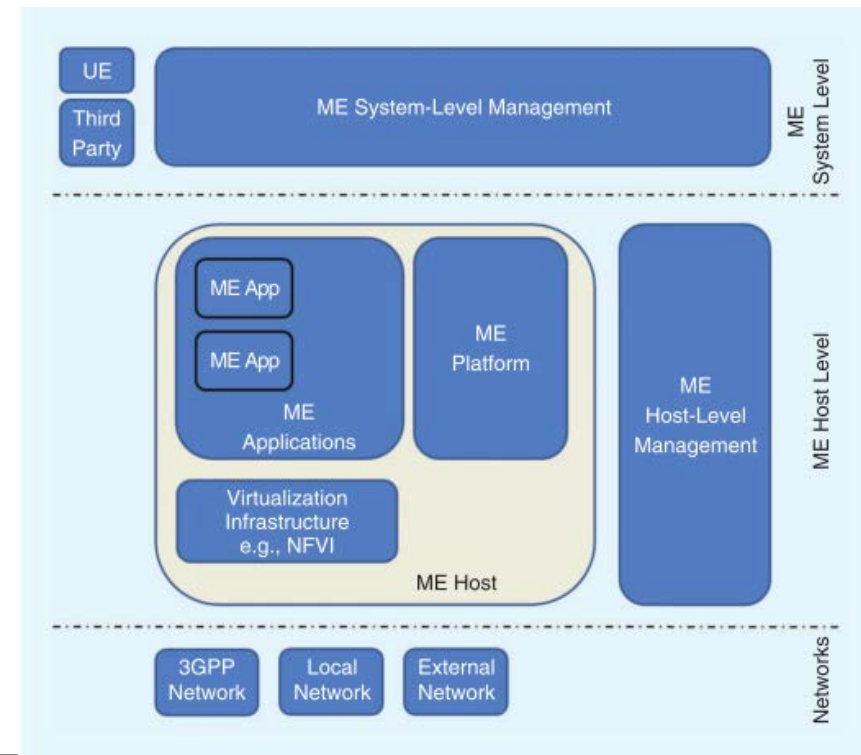 UE
Third
Party
ME System-Level Management
ME
System Level
ME App
ME App
ME
Applications
ME
Platform
Virtualization
Infrastructure
e.g., NFVI
ME Host
ME
Host-Level
Management
ME Host Level
3GPP
Network
Local
Network
External
Network
Networks